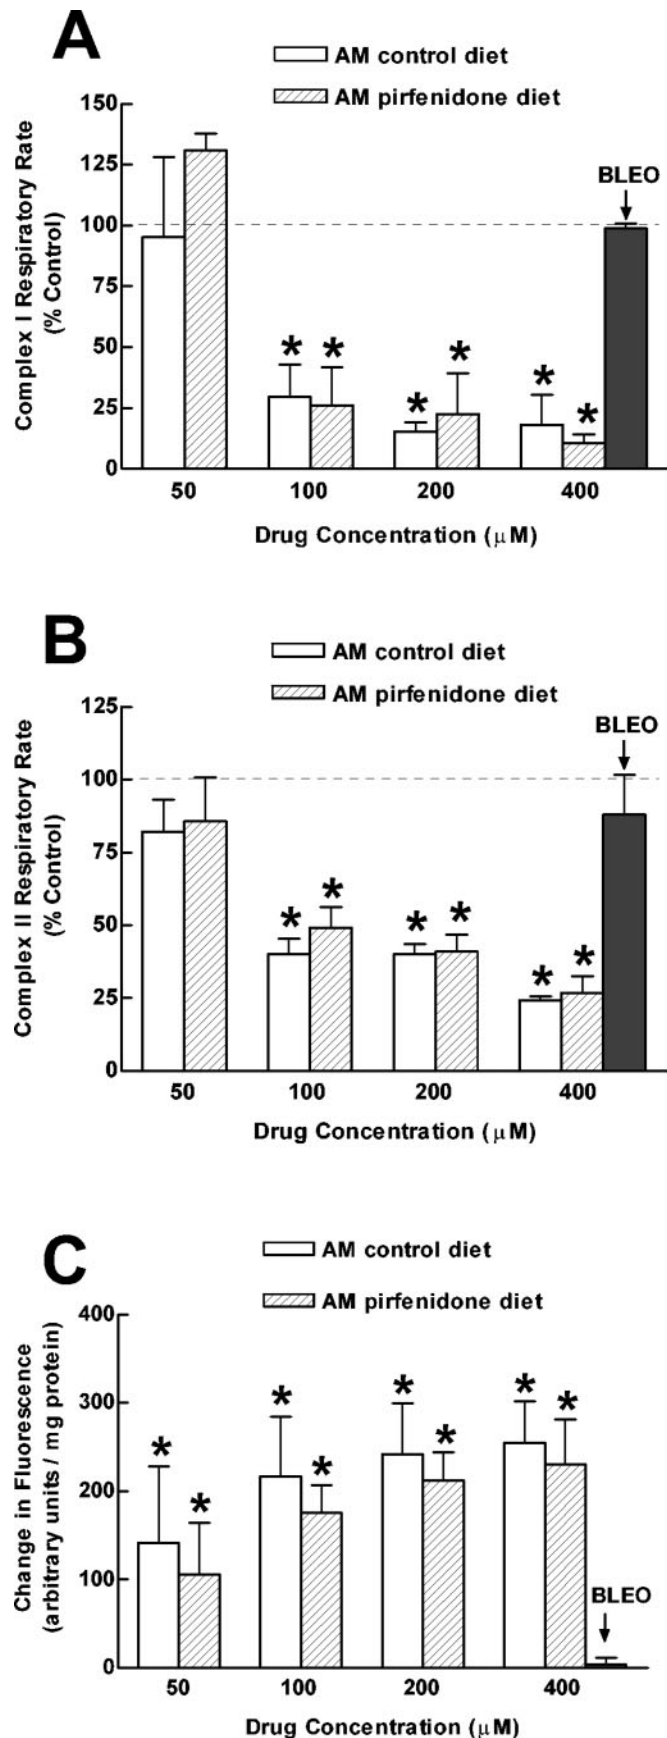 A
AM control diet
AM pirfenidone diet
Complex I Respiratory Rate
(% Control)
150
125
100
75
50
25
0
BLEO
* * * * * *
50 100 200 400
Drug Concentration (μM)
B
AM control diet
AM pirfenidone diet
Complex II Respiratory Rate
(% Control)
125
100
75
50
25
0
BLEO
* * * * * *
50 100 200 400
Drug Concentration (μM)
C
AM control diet
AM pirfenidone diet
Change in Fluorescence
(arbitrary units / mg protein)
400
300
200
100
0
* * * * * * * *
BLEO
50 100 200 400
Drug Concentration (μM)